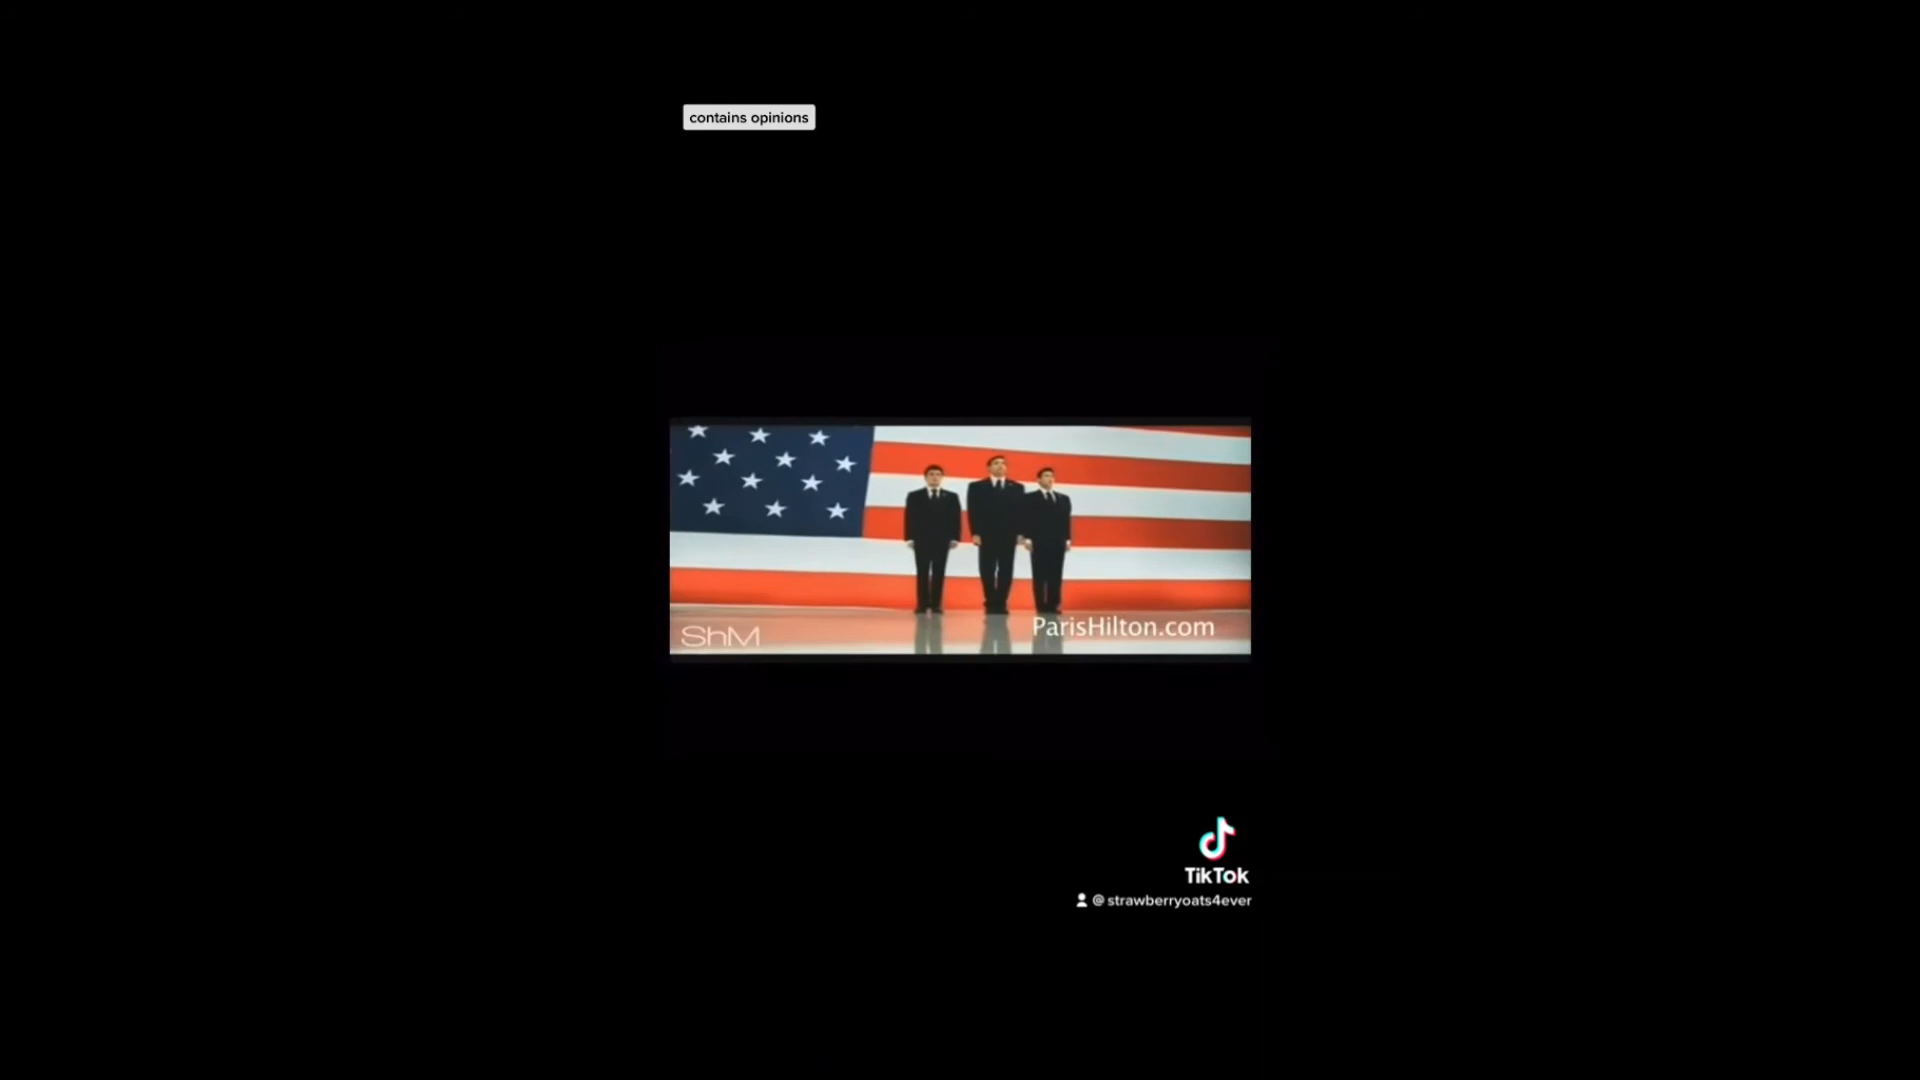 contains opinions
ShM
ParisHilton.com
TikTok
@strawberryoats4ever